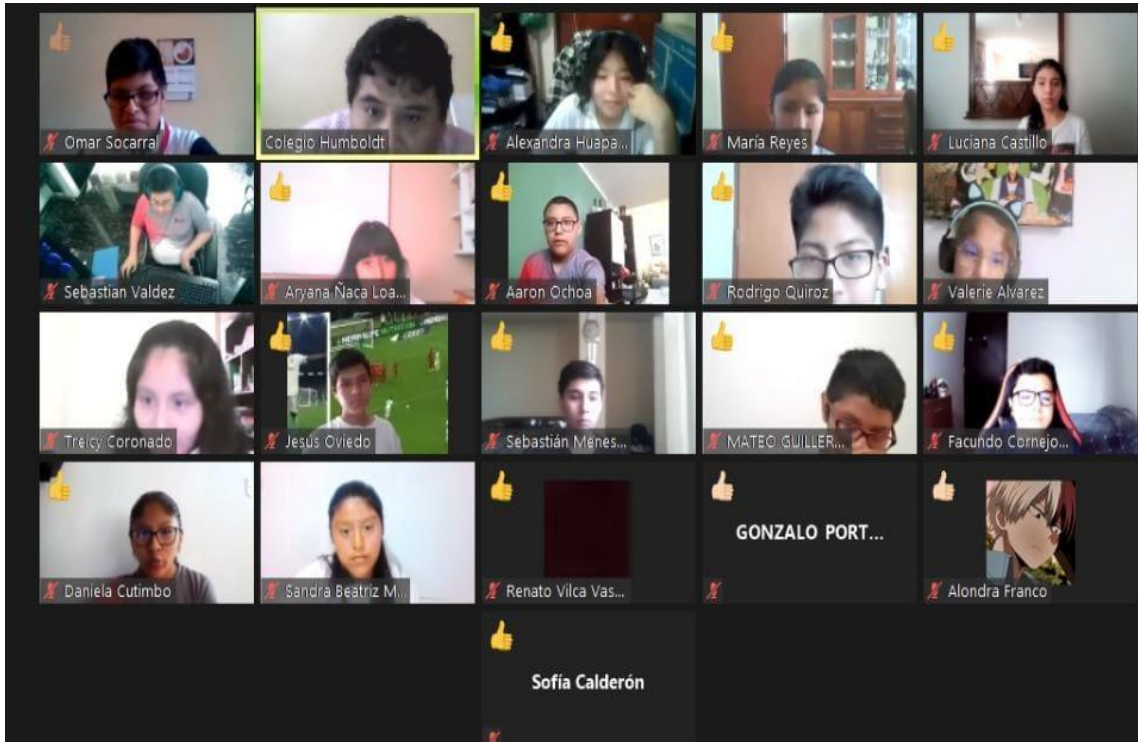 Omar Socarral
Colegio Humboldt
Alexandra Huapa...
María Reyes
Luciana Castillo
Sebastian Valdez
Aryana Ñaca Loa...
Aaron Ochoa
Rodrigo Quiroz
Valerie Alvarez
Treicy Coronado
Jesús Oviedo
Sebastián Menes...
MATEO GUILLER...
Facundo Cornejo...
Daniela Cutimbo
Sandra Beatriz M...
Renato Vilca Vas...
GONZALO PORT...
Alondra Franco
Sofía Calderón